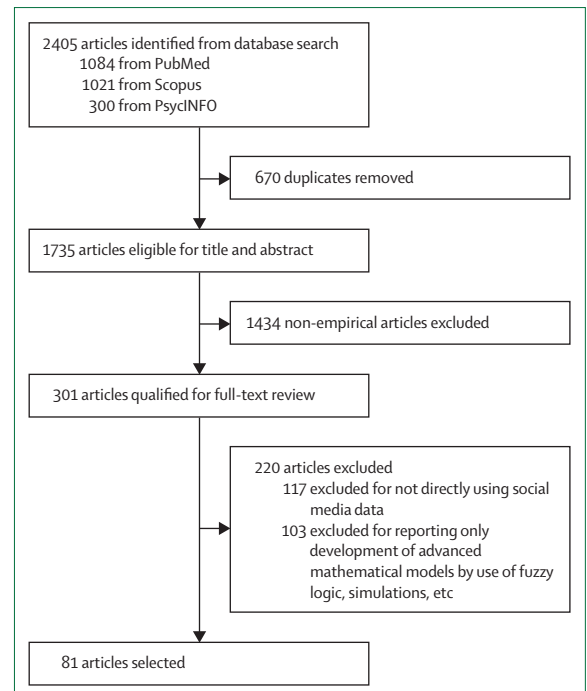 2405 articles identified from database search
1084 from PubMed
1021 from Scopus
300 from PsycINFO
670 duplicates removed
1735 articles eligible for title and abstract
1434 non-empirical articles excluded
301 articles qualified for full-text review
220 articles excluded
117 excluded for not directly using social
media data
103 excluded for reporting only
development of advanced
mathematical models by use of fuzzy
logic, simulations, etc
81 articles selected